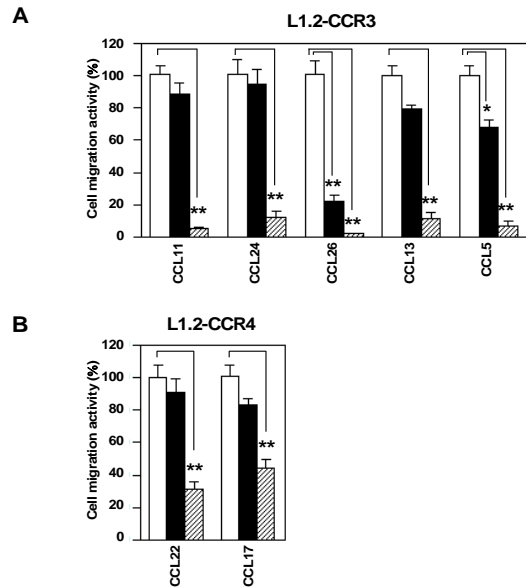 A
L1.2-CCR3
Cell migration activity (%)
120
100
80
60
40
20
0
**
**
**
**
**
*
**
CCL11
CCL24
CCL26
CCL13
CCL5
B
L1.2-CCR4
Cell migration activity (%)
120
100
80
60
40
20
0
**
**
CCL22
CCL17